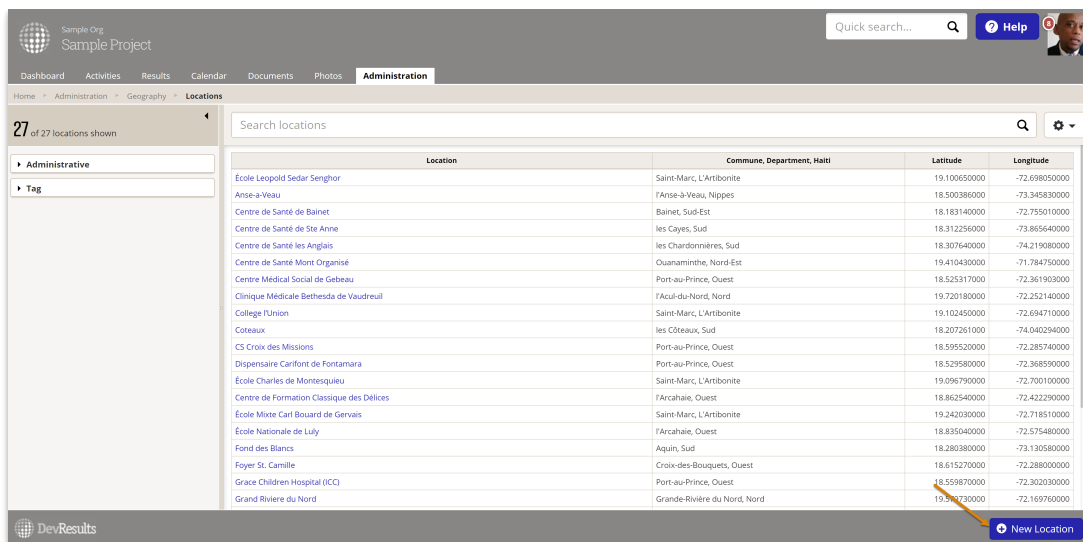 Sample Org
Sample Project
Quick search...
Help
8
Dashboard Activities Results Calendar Documents Photos Administration
Home Administration Geography Locations
27 of 27 locations shown
Administrative
Tag
Search locations
Location Commune, Department, Haiti Latitude Longitude
École Leopold Sedar Senghor Saint-Marc, L'Artibonite 19.100650000 -72.698050000
Anse-a-Veau l'Anse-à-Veau, Nippes 18.500386000 -73.345830000
Centre de Santé de Bainet Bainet, Sud-Est 18.183140000 -72.755010000
Centre de Santé de Ste Anne les Cayes, Sud 18.312256000 -73.865640000
Centre de Santé les Anglais les Chardonnières, Sud 18.307640000 -74.219080000
Centre de Santé Mont Organisé Ouanaminthe, Nord-Est 19.410430000 -71.784750000
Centre Médical Social de Gebeau Port-au-Prince, Ouest 18.525317000 -72.361903000
Clinique Médicale Bethesda de Vaudreuil l'Acul-du-Nord, Nord 19.720180000 -72.252140000
College l'Union Saint-Marc, L'Artibonite 19.102450000 -72.694710000
Coteaux les Côteaux, Sud 18.207261000 -74.040294000
CS Croix des Missions Port-au-Prince, Ouest 18.595520000 -72.285740000
Dispensaire Carifont de Fontamara Port-au-Prince, Ouest 18.529580000 -72.368590000
École Charles de Montesquieu Saint-Marc, L'Artibonite 19.096790000 -72.700100000
Centre de Formation Classique des Délices l'Arcahaie, Ouest 18.862540000 -72.422290000
École Mixte Carl Bouard de Gervais Saint-Marc, L'Artibonite 19.242030000 -72.718510000
École Nationale de Luly l'Arcahaie, Ouest 18.835040000 -72.575480000
Fond des Blancs Aquin, Sud 18.280380000 -73.130580000
Foyer St. Camille Croix-des-Bouquets, Ouest 18.615270000 -72.288000000
Grace Children Hospital (ICC) Port-au-Prince, Ouest 18.559870000 -72.302030000
Grand Riviere du Nord Grande-Rivière du Nord, Nord -72.169760000
DevResults
New Location